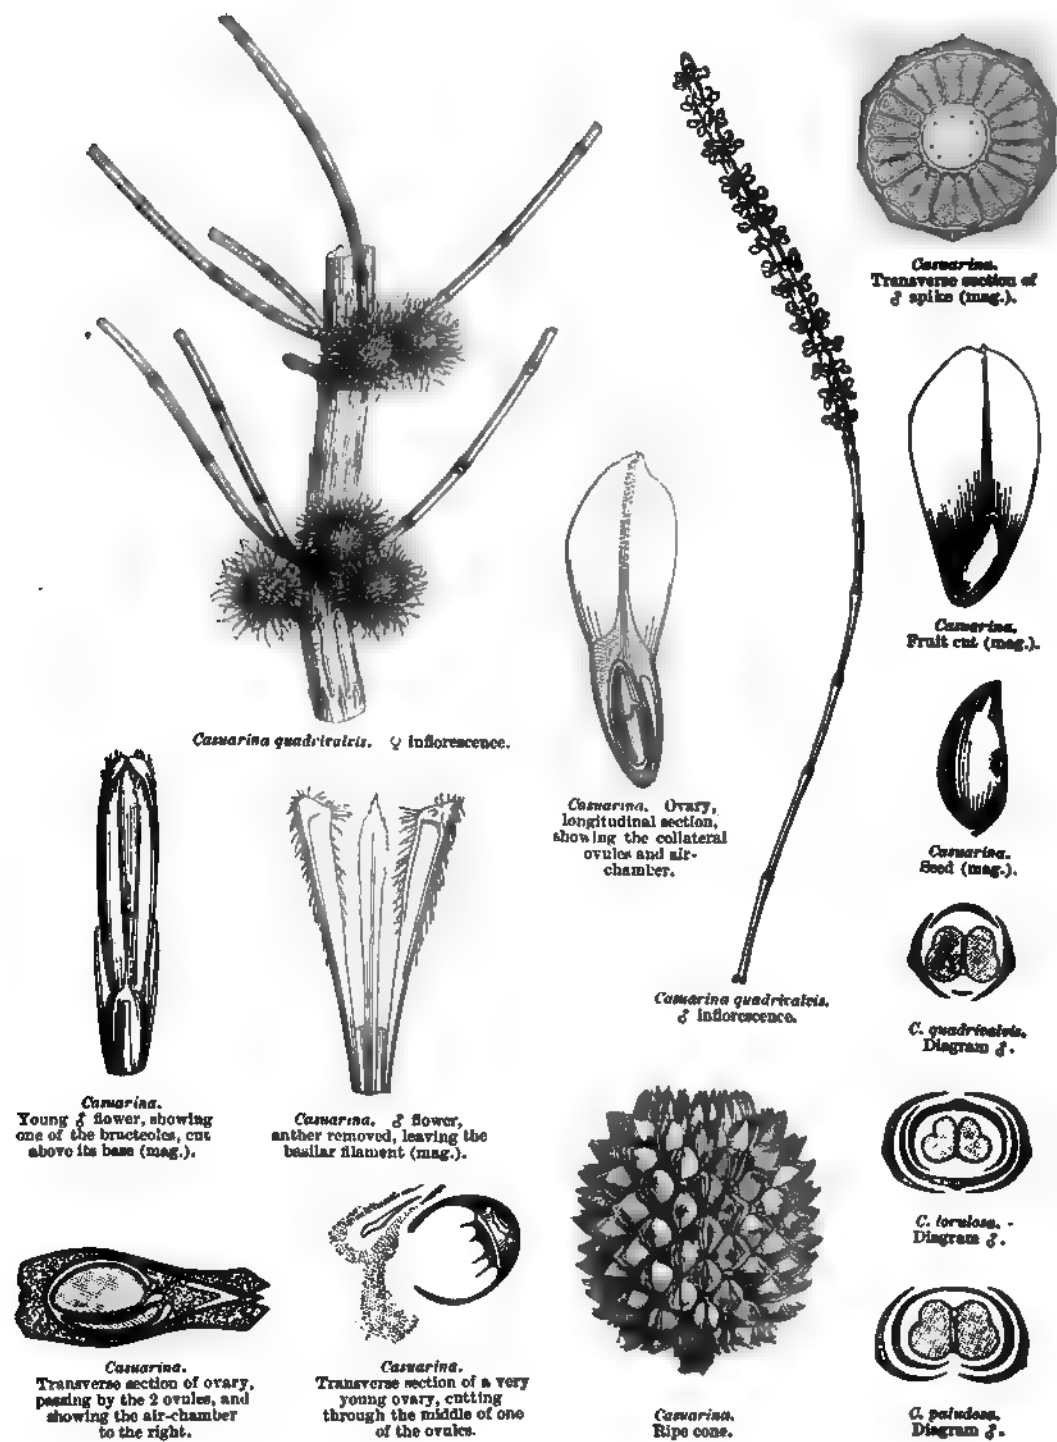 Casuarina.
Transverse section of
♂ spike (mag.).
Casuarina.
Fruit cut (mag.).
Casuarina quadrivalvis. ♀ inflorescence.
Casuarina. Ovary,
longitudinal section,
showing the collateral
ovules and air-
chamber.
Casuarina.
Seed (mag.).
Casuarina quadrivalvis.
♂ inflorescence.
C. quadrivalvis.
Diagram ♂.
Casuarina.
Young ♂ flower, showing
one of the bracteoles, cut
above its base (mag.).
Casuarina. ♂ flower,
anther removed, leaving the
basilar filament (mag.).
C. torulosa.
Diagram ♂.
Casuarina.
Transverse section of ovary,
passing by the 2 ovules, and
showing the air-chamber
to the right.
Casuarina.
Transverse section of a very
young ovary, cutting
through the middle of one
of the ovules.
Casuarina.
Ripe cone.
C. paludosa.
Diagram ♂.